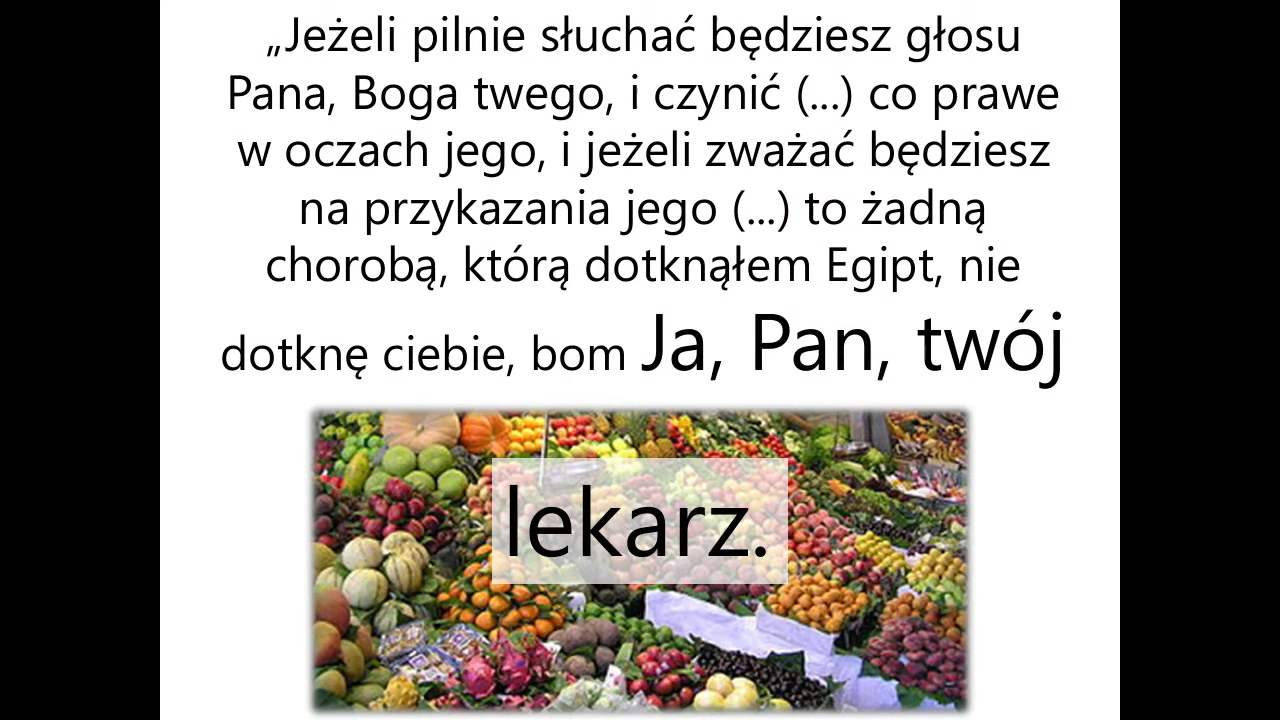 „Jeżeli pilnie słuchać będziesz głosu
Pana, Boga twego, i czynić (...) co prawe
w oczach jego, i jeżeli zważać będziesz
na przykazania jego (...) to żadną
chorobą, którą dotknąłem Egipt, nie
dotknę ciebie, bom Ja, Pan, twój
lekarz.